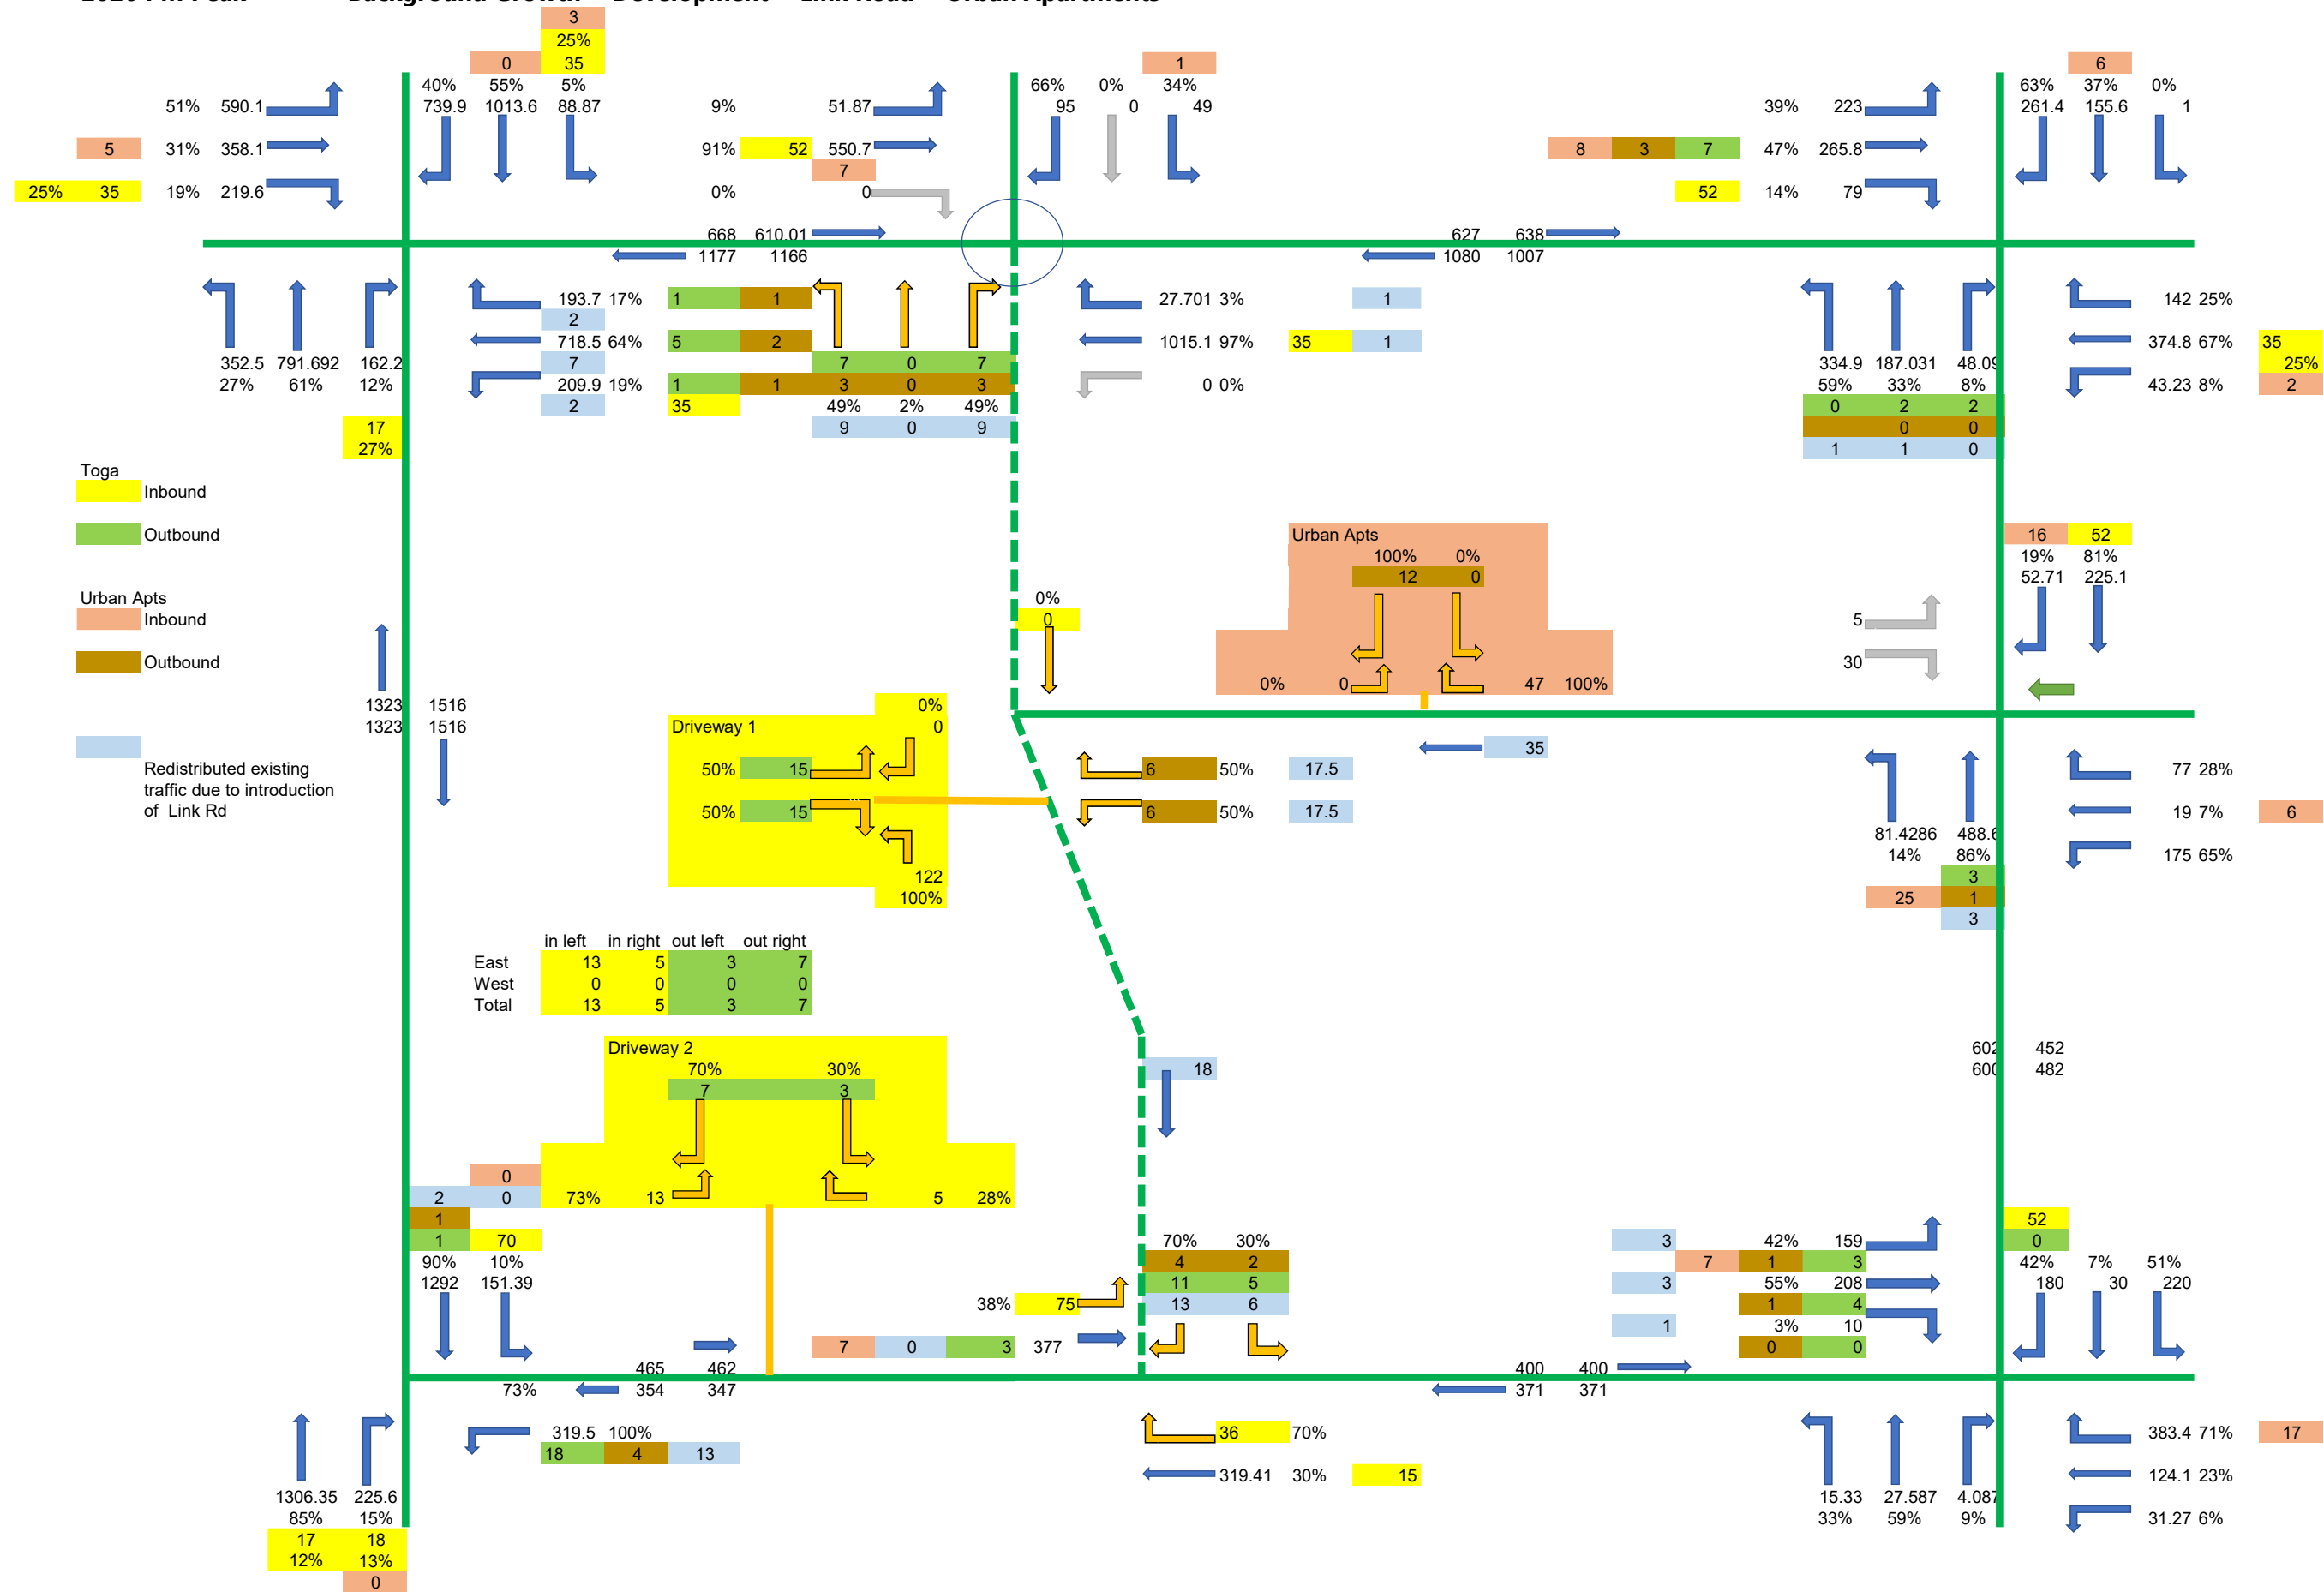 3
25%
0 35 1 6
40% 55% 5% 66% 0% 34% 63% 37% 0%
51% 590.1 739.9 1013.6 88.87 9% 51.87 95 0 49 39% 223 261.4 155.6 1
5 31% 358.1 91% 52 550.7 8 3 7 47% 265.8
7
25% 35 19% 219.6 0% 0 52 14% 79
668 610.01 627 638
1177 1166 1080 1007
193.7 17% 1 1 27.701 3% 1 142 25%
2
718.5 64% 5 2 1015.1 97% 35 1 374.8 67% 35
352.5 791.692 162.2 7 7 0 7 334.9 187.031 48.09 25%
27% 61% 12% 209.9 19% 1 1 3 0 3 0 0% 59% 33% 8% 43.23 8% 2
2 35 49% 2% 49% 0 2 2
17 9 0 9 0 0
27% 1 1 0
Toga
Inbound
Outbound Urban Apts 16 52
100% 0% 19% 81%
12 0 52.71 225.1
Urban Apts 0%
Inbound 0 5
Outbound 30
0% 0 47 100%
1323 1516 0%
1323 1516 Driveway 1 0
35
Redistributed existing 50% 15 6 50% 17.5 77 28%
traffic due to introduction
of Link Rd 50% 15 6 50% 17.5 19 7% 6
81.4286 488.6
14% 86% 175 65%
122 3
100% 25 1
3
in left in right out left out right
East 13 5 3 7
West 0 0 0 0
Total 13 5 3 7
Driveway 2 602 452
70% 30% 18 600 482
7 3
0
2 0 73% 13 5 28%
1 52
1 70 70% 30% 3 42% 159 0
90% 10% 4 2 7 1 3 42% 7% 51%
1292 151.39 11 5 3 55% 208 180 30 220
38% 75 13 6 1 4
1 3% 10
7 0 3 377 0 0
465 462 400 400
73% 354 347 371 371
319.5 100% 36 70% 383.4 71% 17
18 4 13
319.41 30% 15 124.1 23%
1306.35 225.6 15.33 27.587 4.087
85% 15% 33% 59% 9% 31.27 6%
17 18
12% 13%
0